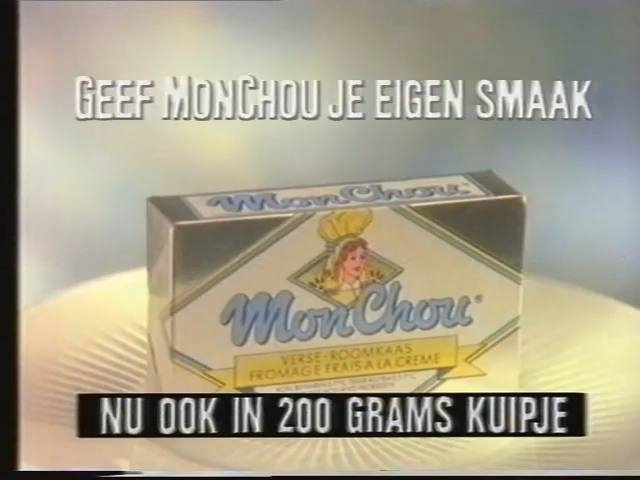 GEEF MONCHOU JE EIGEN SMAAK
MonChou
MonChou®
VERSE-ROOMKAAS
FROMAGE FRAIS A LA CREME
NU OOK IN 200 GRAMS KUIPJE